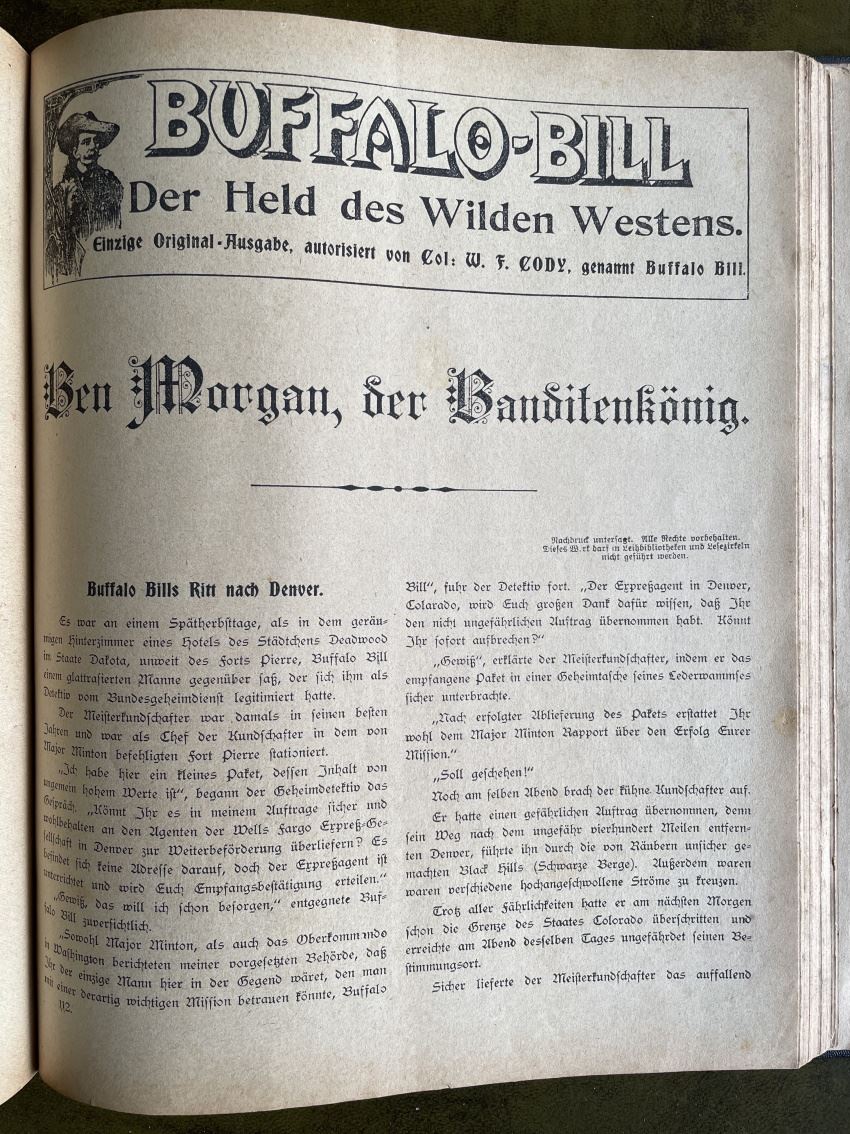 BUFFALO-BILL
Der Held des Wilden Westens.
Einzige Original-Ausgabe, autorisiert von Col: W. F. CODY, genannt Buffalo Bill.
Ben Morgan, der Banditenkönig.
Nachdruck untersagt. Alle Rechte vorbehalten.
Dieses W.rk darf in Leihbibliotheken und Lesezirkeln
nicht geführt werden.
Buffalo Bills Ritt nach Denver.
Es war an einem Spätherbsttage, als in dem geräu-
migen Hinterzimmer eines Hotels des Städtchens Deadwood
im Staate Dakota, unweit des Forts Pierre, Buffalo Bill
einem glattrasierten Manne gegenüber saß, der sich ihm als
Detektiv vom Bundesgeheimdienst legitimiert hatte.
Der Meisterkundschafter war damals in seinen besten
Jahren und war als Chef der Kundschafter in dem von
Major Minton befehligten Fort Pierre stationiert.
„Ich habe hier ein kleines Paket, dessen Inhalt von
ungemein hohem Werte ist“, begann der Geheimdetektiv das
Gespräch. „Könnt Ihr es in meinem Auftrage sicher und
wohlbehalten an den Agenten der Wells Fargo Expreß-Ge-
sellschaft in Denver zur Weiterbeförderung überliefern? Es
befindet sich keine Adresse darauf, doch der Expreßagent ist
unterrichtet und wird Euch Empfangsbestätigung erteilen.“
„Gewiß, das will ich schon besorgen,“ entgegnete Buf-
falo Bill zuversichtlich.
„Sowohl Major Minton, als auch das Oberkommando
in Washington berichteten meiner vorgesetzten Behörde, daß
Ihr der einzige Mann hier in der Gegend wäret, den man
mit einer derartig wichtigen Mission betrauen könnte, Buffalo
112.
Bill“, fuhr der Detektiv fort. „Der Expreßagent in Denver,
Colarado, wird Euch großen Dank dafür wissen, daß Ihr
den nicht ungefährlichen Auftrag übernommen habt. Könnt
Ihr sofort aufbrechen?“
„Gewiß“, erklärte der Meisterkundschafter, indem er das
empfangene Paket in einer Geheimtasche seines Lederwammses
sicher unterbrachte.
„Nach erfolgter Ablieferung des Pakets erstattet Ihr
wohl dem Major Minton Rapport über den Erfolg Eurer
Mission.“
„Soll geschehen!“
Noch am selben Abend brach der kühne Kundschafter auf.
Er hatte einen gefährlichen Auftrag übernommen, denn
sein Weg nach dem ungefähr vierhundert Meilen entfern-
ten Denver, führte ihn durch die von Räubern unsicher ge-
machten Black Hills (Schwarze Berge). Außerdem waren
waren verschiedene hochangeschwollene Ströme zu kreuzen.
Trotz aller Fährlichkeiten hatte er am nächsten Morgen
schon die Grenze des Staates Colorado überschritten und
erreichte am Abend desselben Tages ungefährdet seinen Be-
stimmungsort.
Sicher lieferte der Meisterkundschafter das auffallend